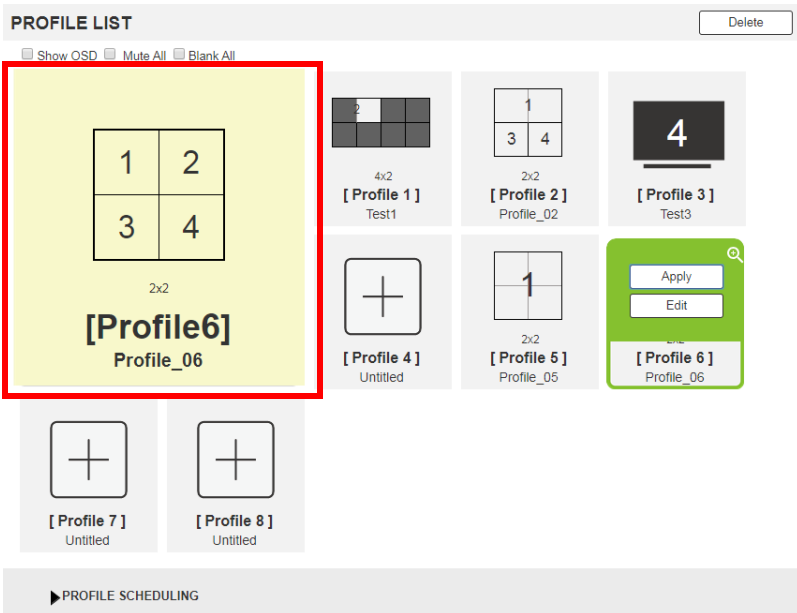 PROFILE LIST
Delete
Show OSD Mute All Blank All
1 2
3 4
2x2
[Profile6]
Profile_06
2
4x2
[ Profile 1 ]
Test1
1
3 4
2x2
[ Profile 2 ]
Profile_02
4
[ Profile 3 ]
Test3
[ Profile 4 ]
Untitled
1
2x2
[ Profile 5 ]
Profile_05
Apply
Edit
2x2
[ Profile 6 ]
Profile_06
[ Profile 7 ]
Untitled
[ Profile 8 ]
Untitled
PROFILE SCHEDULING